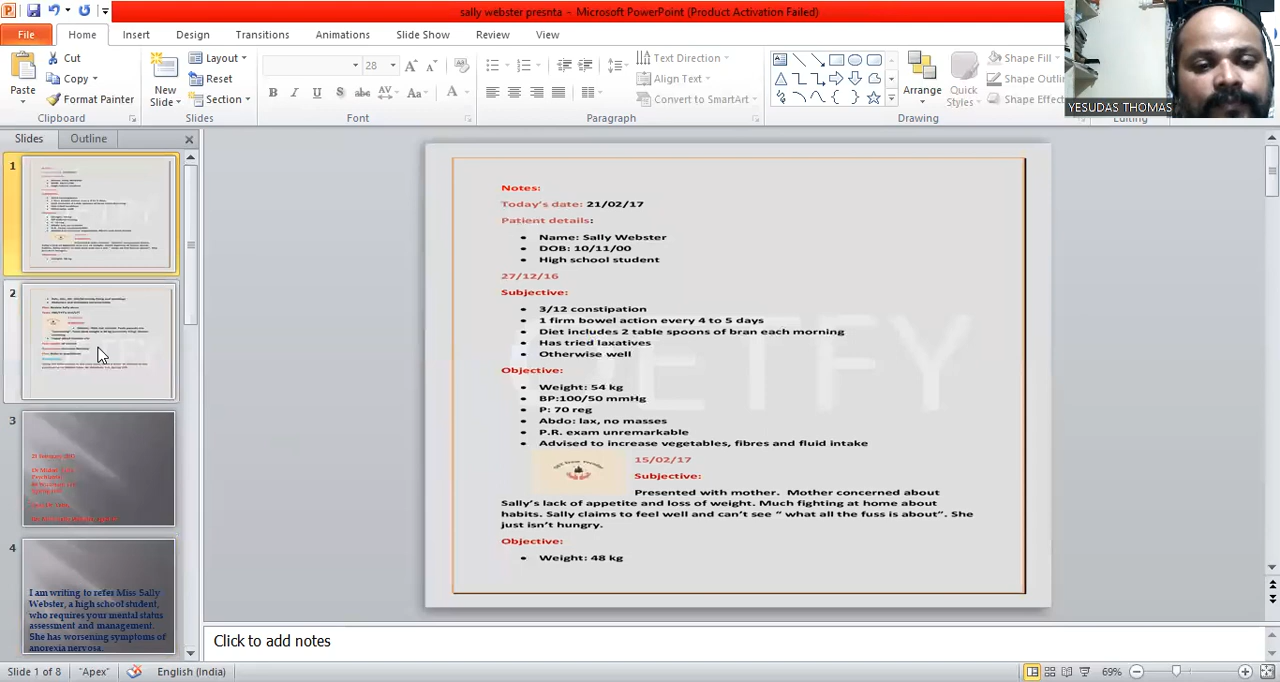 sally webster presnta – Microsoft PowerPoint (Product Activation Failed)
File Home Insert Design Transitions Animations Slide Show Review View
Paste
Cut
Copy
Format Painter
Clipboard
New
Slide
Layout
Reset
Section
Slides
28
Font
Text Direction
Align Text
Convert to SmartArt
Paragraph
Arrange
Quick
Styles
Shape Fill
Shape Outli
Shape Effec
Drawing
Editing
YESUDAS THOMAS
Slides Outline
1
2
3
4
I am writing to refer Miss Sally
Webster, a high school student,
who requires your mental status
assessment and management.
She has worsening symptoms of
anorexia nervosa.
Notes:
Today's date: 21/02/17
Patient details:
• Name: Sally Webster
• DOB: 10/11/00
• High school student
27/12/16
Subjective:
• 3/12 constipation
• 1 firm bowel action every 4 to 5 days
• Diet includes 2 table spoons of bran each morning
• Has tried laxatives
• Otherwise well
Objective:
• Weight: 54 kg
• BP:100/50 mmHg
• P: 70 reg
• Abdo: lax, no masses
• P.R. exam unremarkable
• Advised to increase vegetables, fibres and fluid intake
15/02/17
Subjective:
Presented with mother. Mother concerned about
Sally's lack of appetite and loss of weight. Much fighting at home about
habits. Sally claims to feel well and can't see “ what all the fuss is about”. She
just isn't hungry.
Objective:
• Weight: 48 kg
Click to add notes
Slide 1 of 8 "Apex" English (India) 69%